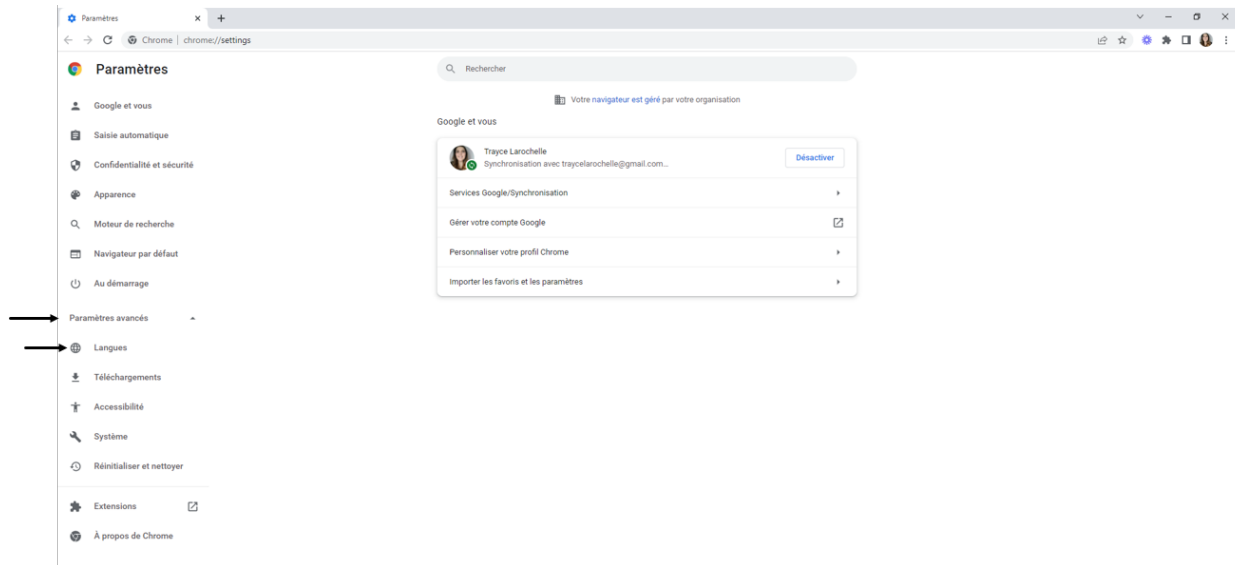 Paramètres
Chrome | chrome://settings
Paramètres
Rechercher
Google et vous
Saisie automatique
Confidentialité et sécurité
Apparence
Moteur de recherche
Navigateur par défaut
Au démarrage
Paramètres avancés
Langues
Téléchargements
Accessibilité
Système
Réinitialiser et nettoyer
Extensions
À propos de Chrome
Votre navigateur est géré par votre organisation
Google et vous
Trayce Larochelle
Synchronisation avec traycelarochelle@gmail.com...
Désactiver
Services Google/Synchronisation
Gérer votre compte Google
Personnaliser votre profil Chrome
Importer les favoris et les paramètres